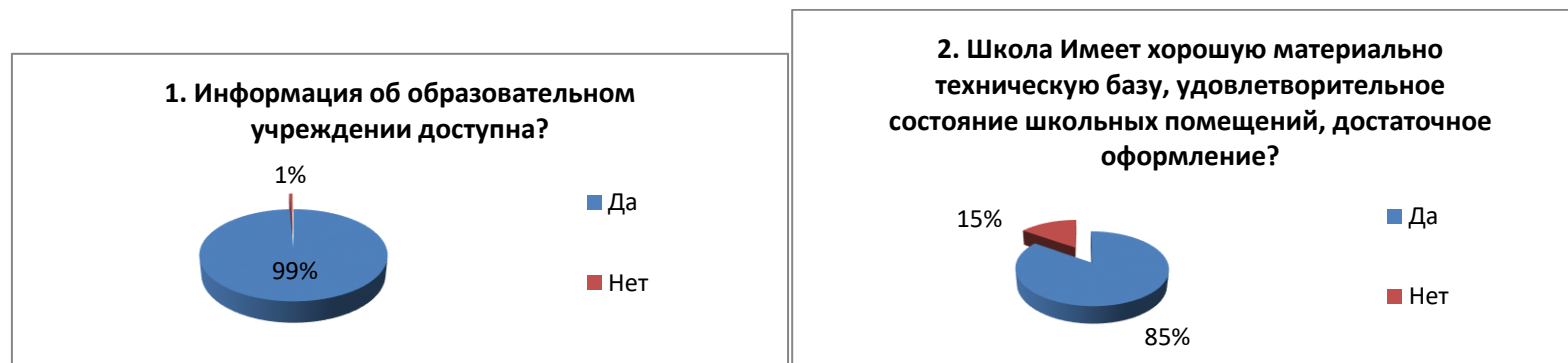 1. Информация об образовательном
учреждении доступна?
1%
99%
Да
Нет
2. Школа Имеет хорошую материально
техническую базу, удовлетворительное
состояние школьных помещений, достаточное
оформление?
15%
85%
Да
Нет